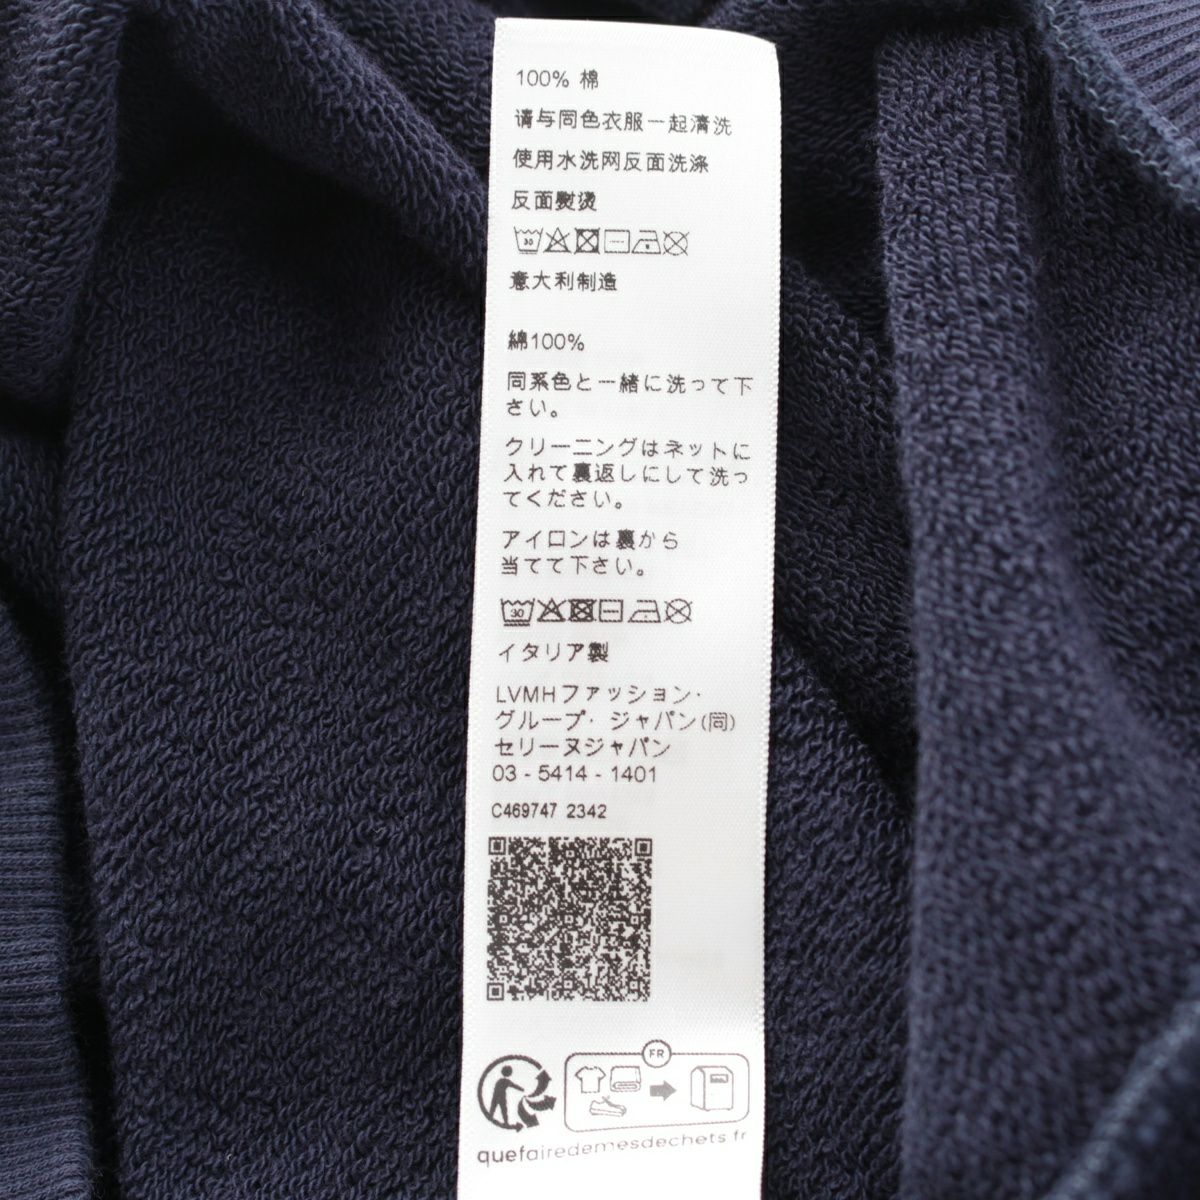 100% 棉
请与同色衣服一起清洗
使用水洗网反面洗涤
反面熨烫
30
意大利制造
綿100%
同系色と一緒に洗って下
さい。
クリーニングはネットに
入れて裏返しにして洗っ
てください。
アイロンは裏から
当てて下さい。
30
イタリア製
LVMHファッション・
グループ・ジャパン(同)
セリーヌジャパン
03 - 5414 - 1401
C469747 2342
FR
quefairedemesdechets.fr